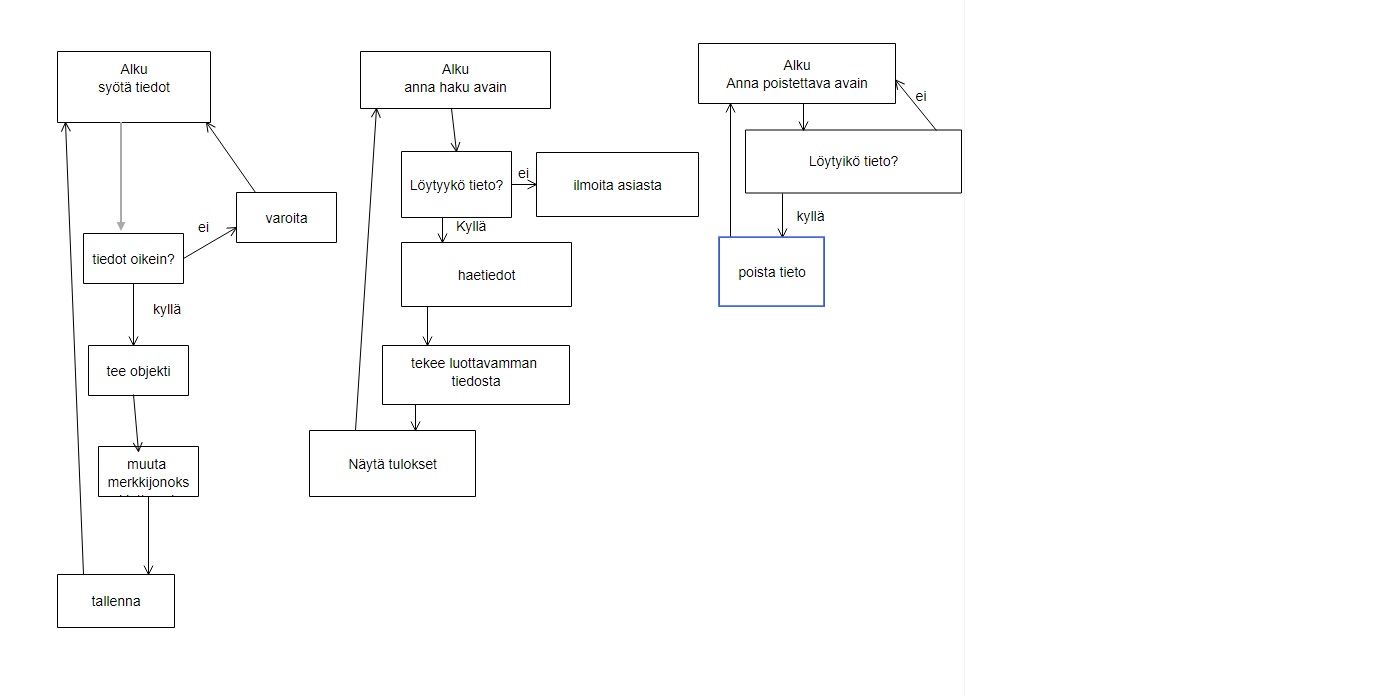 Alku
syötä tiedot
varoita
ei
tiedot oikein?
kyllä
tee objekti
muuta
merkkijonoks
tallenna
Alku
anna haku avain
Löytyykö tieto?
ei
ilmoita asiasta
Kyllä
haetiedot
tekee luottavamman
tiedosta
Näytä tulokset
Alku
Anna poistettava avain
ei
Löytyikö tieto?
kyllä
poista tieto